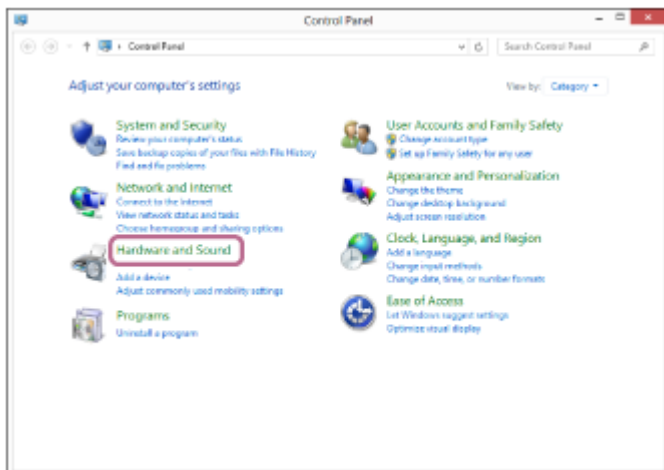 Control Panel
Control Panel
Search Control Panel
Adjust your computer's settings
View by: Category
System and Security
Review your computer's status
Save backup copies of your files with File History
Find and fix problems
Network and Internet
Connect to the Internet
View network status and tasks
Choose homegroup and sharing options
Hardware and Sound
Add a device
Adjust commonly used mobility settings
Programs
Uninstall a program
User Accounts and Family Safety
Change account type
Set up Family Safety for any user
Appearance and Personalization
Change the theme
Change desktop background
Adjust screen resolution
Clock, Language, and Region
Add a language
Change input methods
Change date, time, or number formats
Ease of Access
Let Windows suggest settings
Optimize visual display